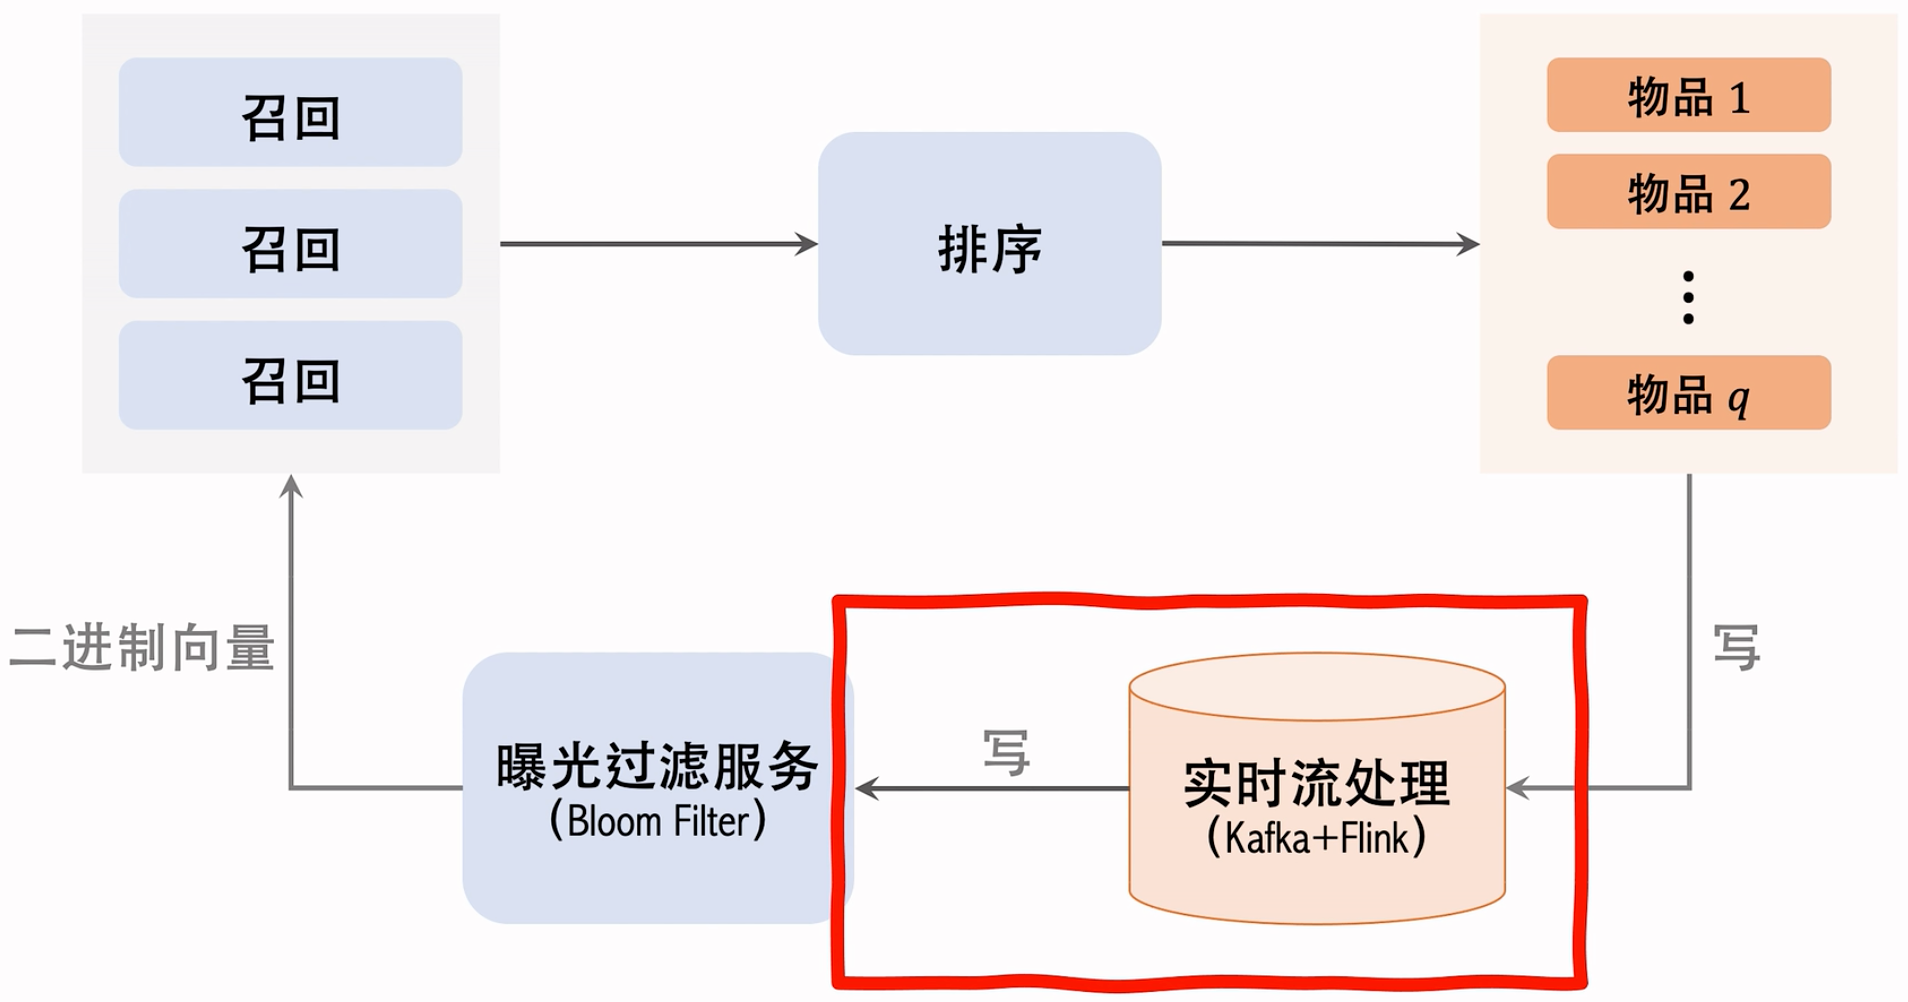 召回
召回
召回
排序
物品 1
物品 2
⋮
物品 q
二进制向量
曝光过滤服务
(Bloom Filter)
写
实时流处理
(Kafka+Flink)
写